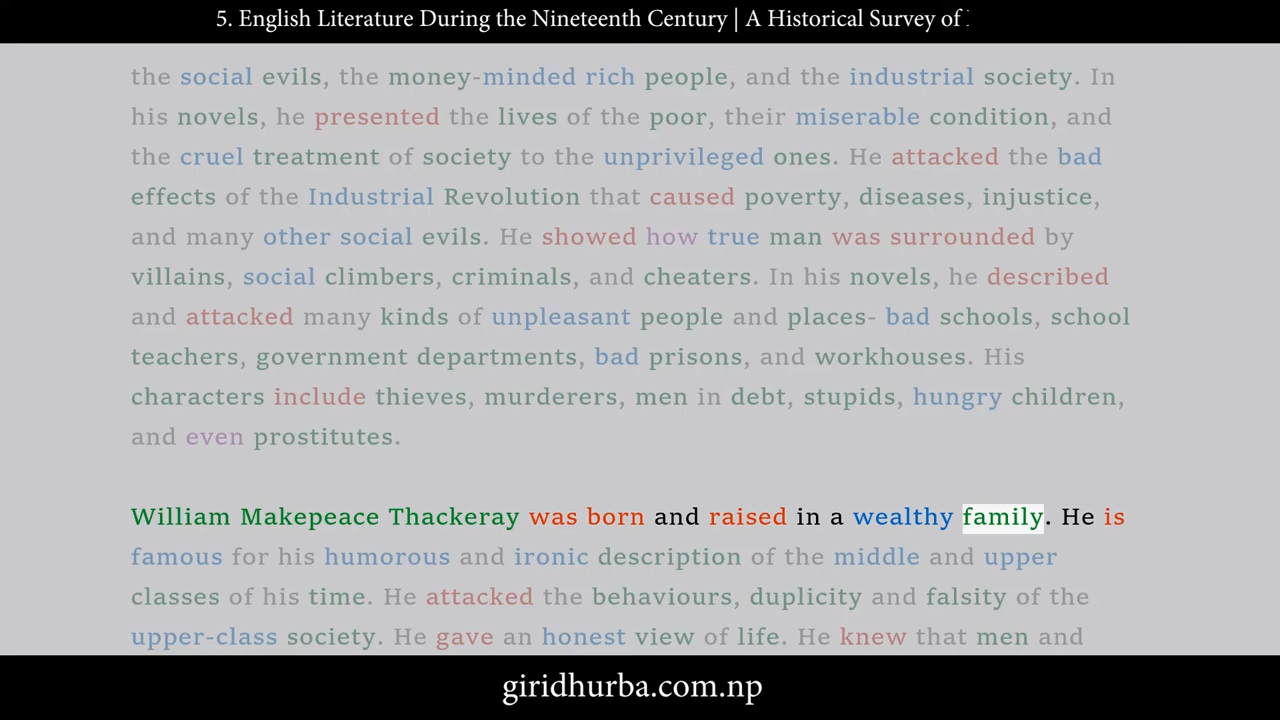 5. English Literature During the Nineteenth Century | A Historical Survey of
the social evils, the money-minded rich people, and the industrial society. In
his novels, he presented the lives of the poor, their miserable condition, and
the cruel treatment of society to the unprivileged ones. He attacked the bad
effects of the Industrial Revolution that caused poverty, diseases, injustice,
and many other social evils. He showed how true man was surrounded by
villains, social climbers, criminals, and cheaters. In his novels, he described
and attacked many kinds of unpleasant people and places- bad schools, school
teachers, government departments, bad prisons, and workhouses. His
characters include thieves, murderers, men in debt, stupids, hungry children,
and even prostitutes.
William Makepeace Thackeray was born and raised in a wealthy family. He is
famous for his humorous and ironic description of the middle and upper
classes of his time. He attacked the behaviours, duplicity and falsity of the
upper-class society. He gave an honest view of life. He knew that men and
giridhurba.com.np